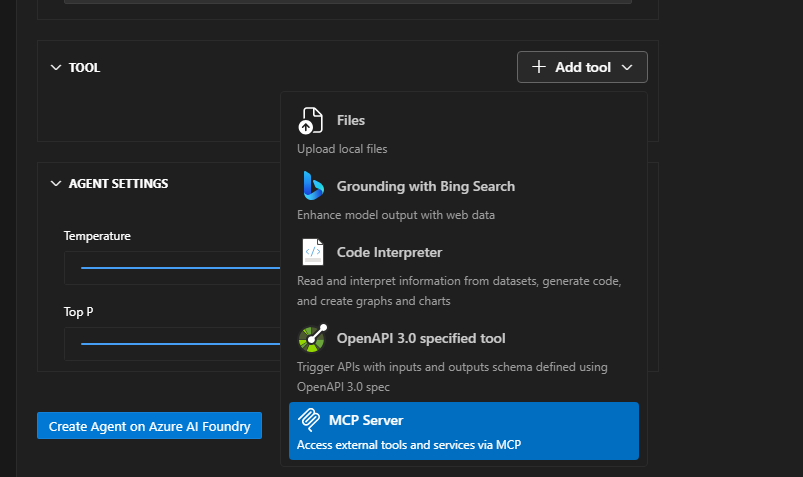 TOOL
Add tool
Files
Upload local files
Grounding with Bing Search
Enhance model output with web data
Code Interpreter
Read and interpret information from datasets, generate code,
and create graphs and charts
OpenAPI 3.0 specified tool
Trigger APIs with inputs and outputs schema defined using
OpenAPI 3.0 spec
MCP Server
Access external tools and services via MCP
AGENT SETTINGS
Temperature
Top P
Create Agent on Azure AI Foundry